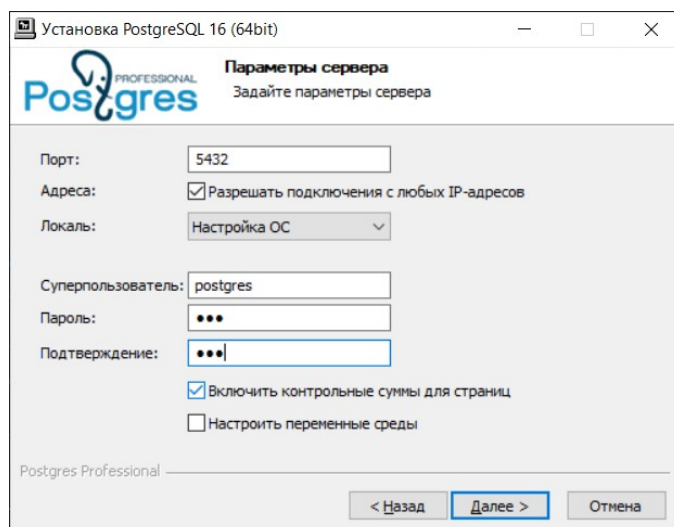 Установка PostgreSQL 16 (64bit)
PROFESSIONAL
Postgres
Параметры сервера
Задайте параметры сервера
Порт: 5432
Адреса: Разрешать подключения с любых IP-адресов
Локаль: Настройка ОС
Суперпользователь: postgres
Пароль: •••
Подтверждение: •••
Включить контрольные суммы для страниц
Настроить переменные среды
Postgres Professional
< Назад Далее > Отмена